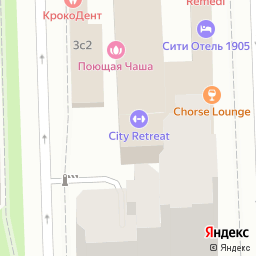 Remedi
КрокоДент
3с2
Сити Отель 1905
Поющая Чаша
Chorse Lounge
City Retreat
Яндекс
© Яндекс